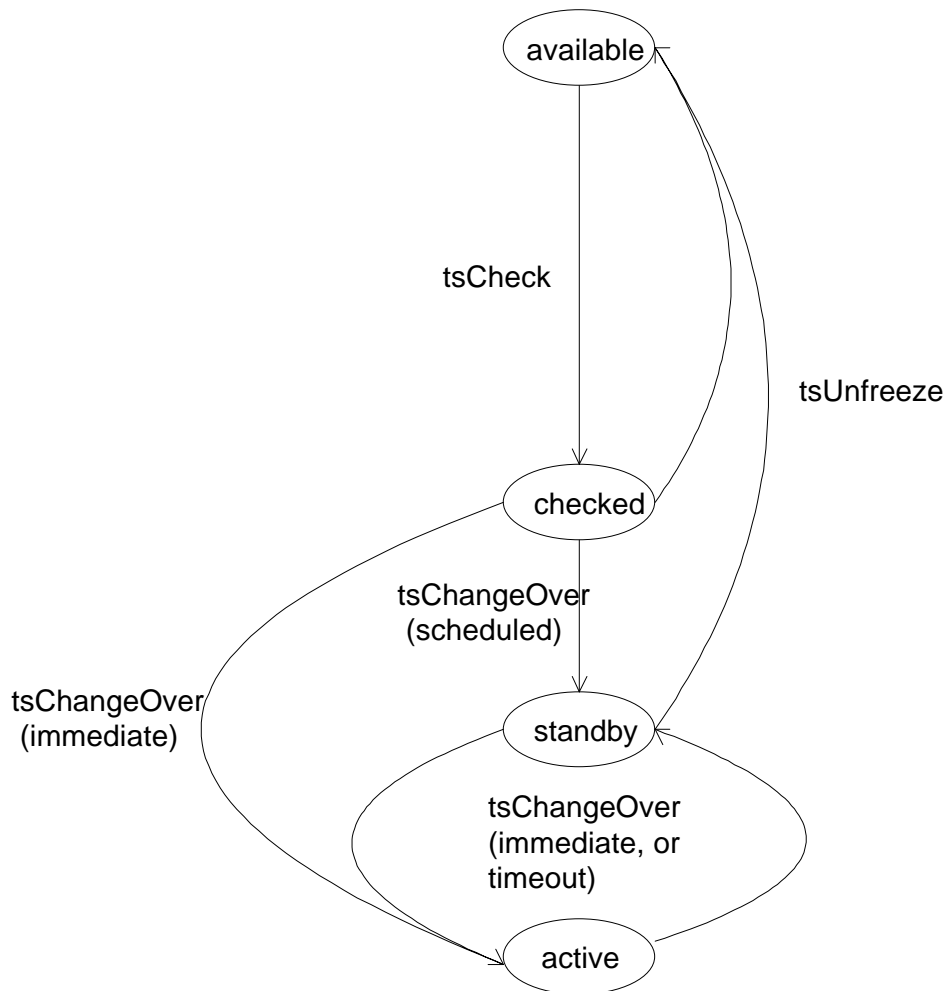 available
tsCheck
tsUnfreeze
checked
tsChangeOver
(scheduled)
tsChangeOver
(immediate)
standby
tsChangeOver
(immediate, or
timeout)
active